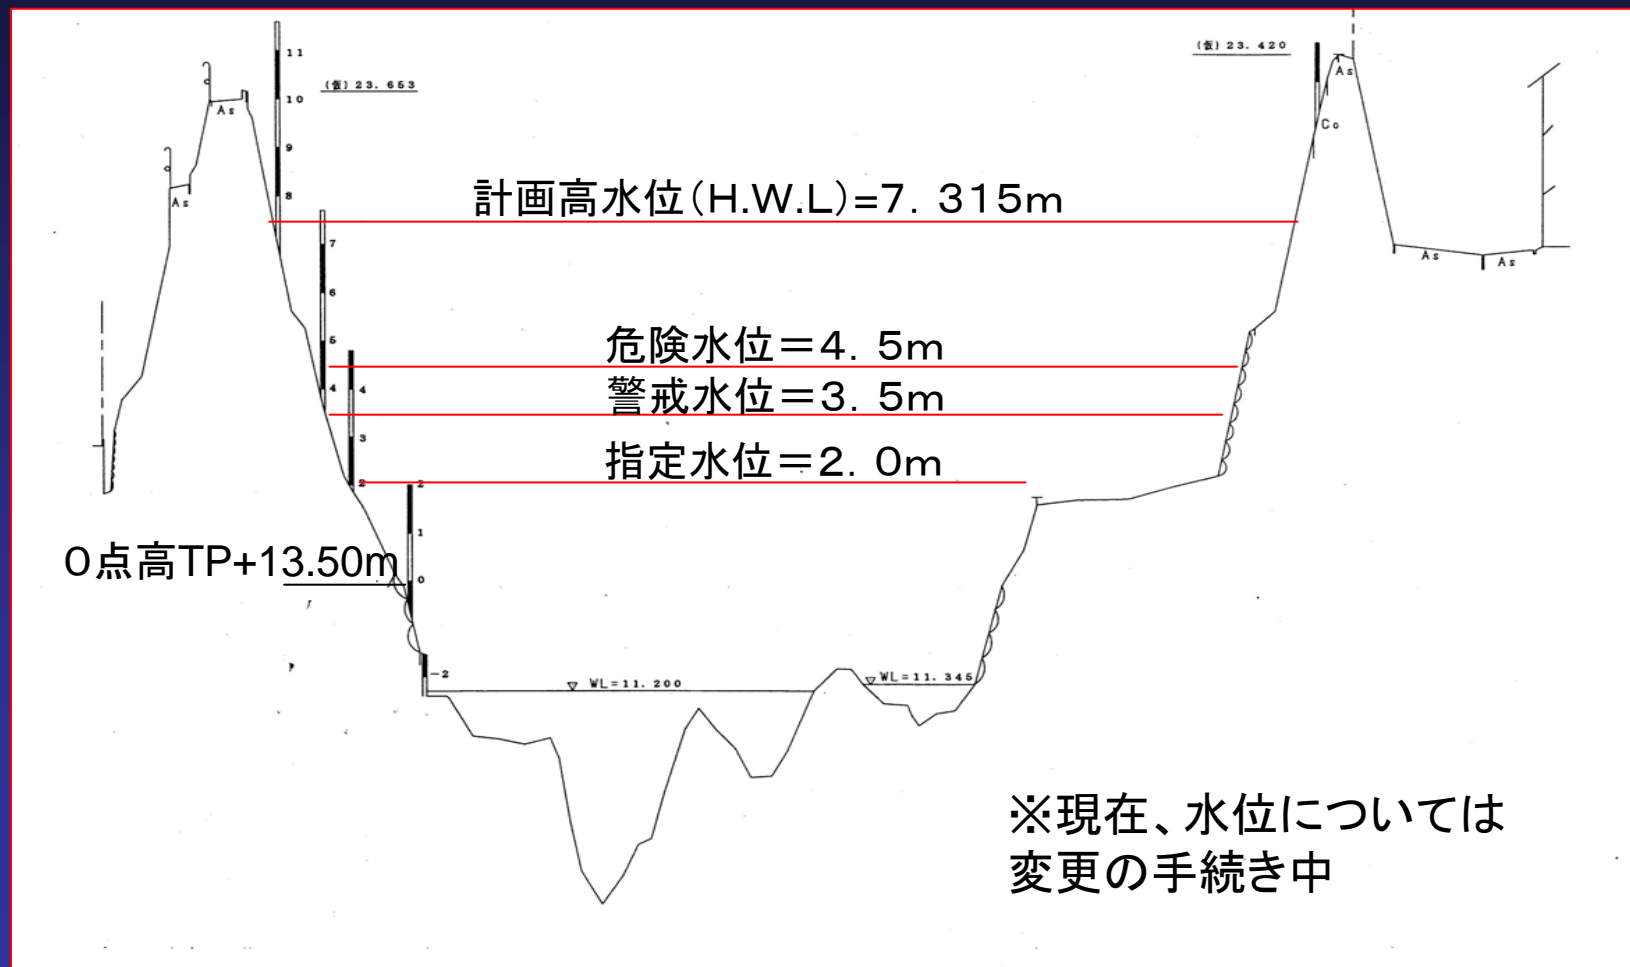 11
(仮) 23. 653
10
As
9
8
As
(仮) 23. 420
As
Co
計画高水位(H.W.L)=7. 315m
7
As
As
6
5
危険水位＝4. 5m
4
4
警戒水位＝3. 5m
3
指定水位＝2. 0m
2
2
1
0点高TP+13.50m
0
-2
WL=11. 200
WL=11. 345
※現在、水位については
変更の手続き中